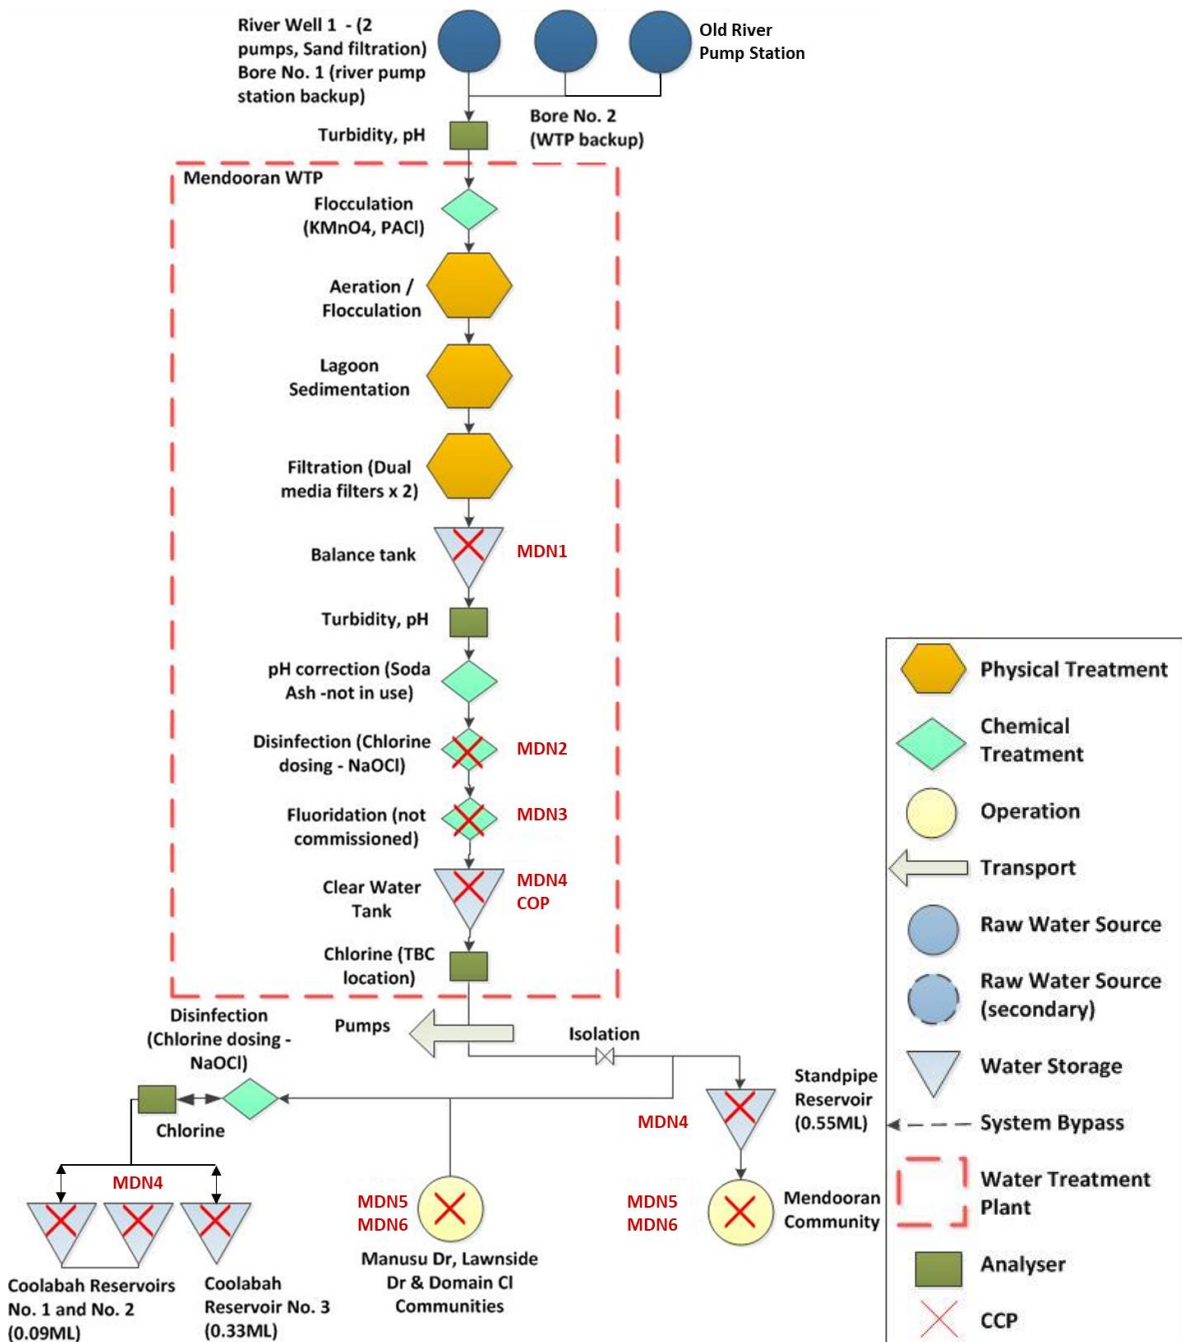 River Well 1 - (2
pumps, Sand filtration)
Bore No. 1 (river pump
station backup)
Old River
Pump Station
Bore No. 2
(WTP backup)
Turbidity, pH
Mendooran WTP
Flocculation
(KMnO4, PACl)
Aeration /
Flocculation
Lagoon
Sedimentation
Filtration (Dual
media filters x 2)
Balance tank
MDN1
Turbidity, pH
pH correction (Soda
Ash -not in use)
Disinfection (Chlorine
dosing - NaOCl)
MDN2
Fluoridation (not
commissioned)
MDN3
Clear Water
Tank
MDN4
COP
Chlorine (TBC
location)
Pumps
Isolation
Disinfection
(Chlorine dosing -
NaOCl)
Chlorine
MDN4
Coolabah Reservoirs
No. 1 and No. 2
(0.09ML)
Coolabah
Reservoir No. 3
(0.33ML)
MDN5
MDN6
Manusu Dr, Lawnside
Dr & Domain Cl
Communities
MDN4
Standpipe
Reservoir
(0.55ML)
MDN5
MDN6
Mendooran
Community
Physical Treatment
Chemical
Treatment
Operation
Transport
Raw Water Source
Raw Water Source
(secondary)
Water Storage
System Bypass
Water Treatment
Plant
Analyser
CCP